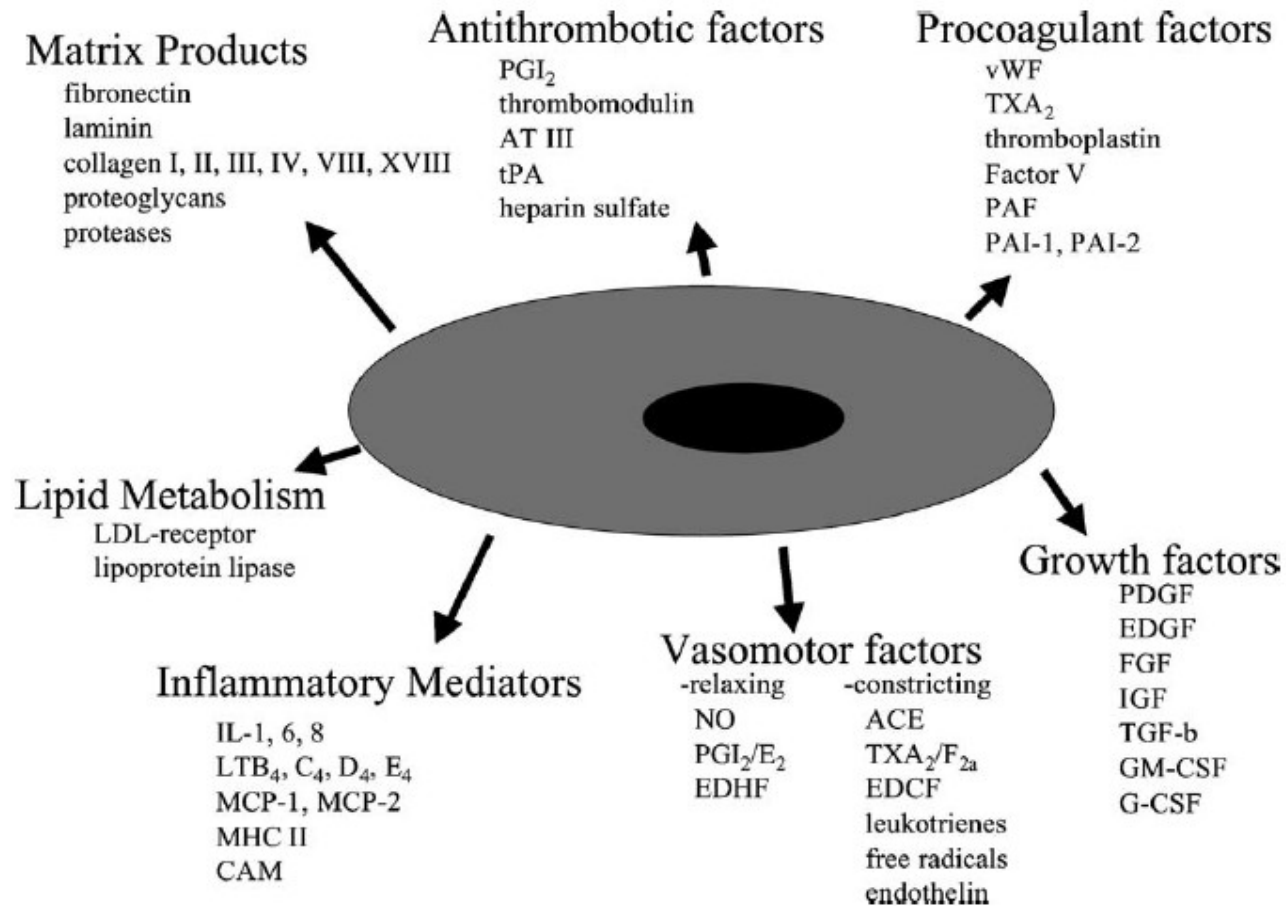 Matrix Products
fibronectin
laminin
collagen I, II, III, IV, VIII, XVIII
proteoglycans
proteases
Antithrombotic factors
PGI₂
thrombomodulin
AT III
tPA
heparin sulfate
Procoagulant factors
vWF
TXA₂
thromboplastin
Factor V
PAF
PAI-1, PAI-2
Lipid Metabolism
LDL-receptor
lipoprotein lipase
Inflammatory Mediators
IL-1, 6, 8
LTB₄, C₄, D₄, E₄
MCP-1, MCP-2
MHC II
CAM
Vasomotor factors
-relaxing
NO
PGI₂/E₂
EDHF
-constricting
ACE
TXA₂/F₂ₐ
EDCF
leukotrienes
free radicals
endothelin
Growth factors
PDGF
EDGF
FGF
IGF
TGF-b
GM-CSF
G-CSF